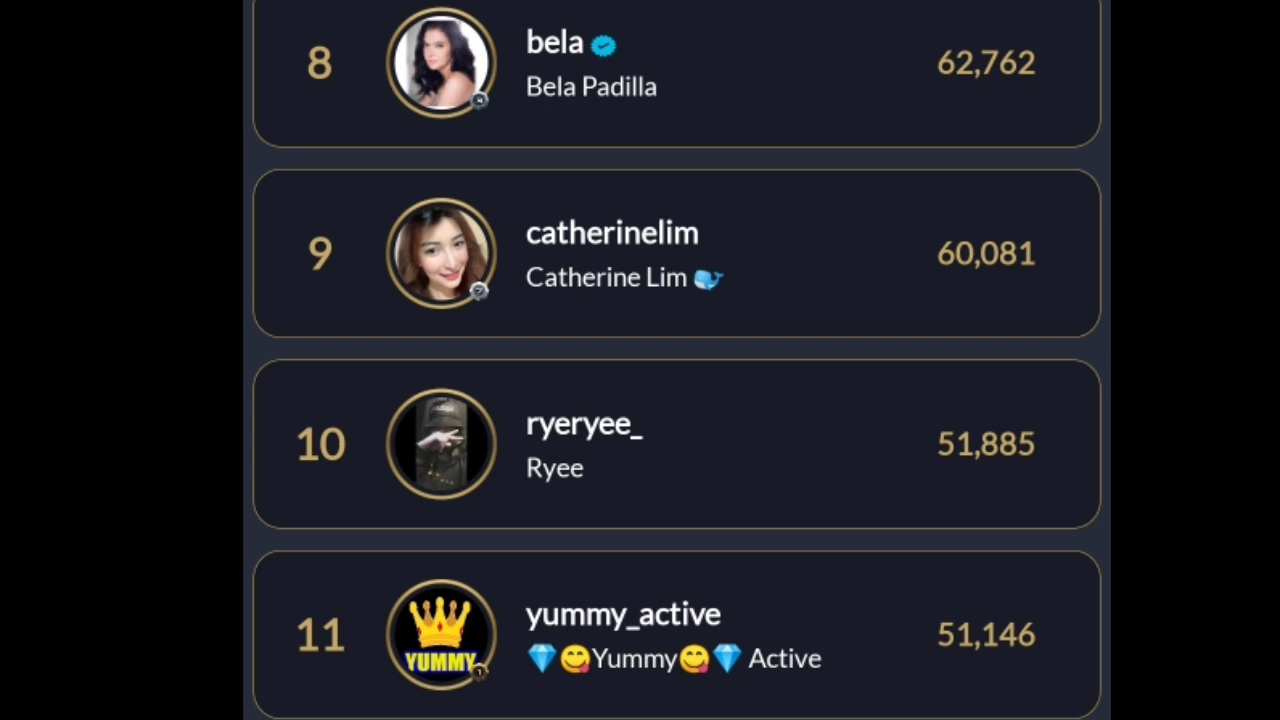 8
bela
Bela Padilla
62,762
9
catherinelim
Catherine Lim 🐳
60,081
10
ryeryee_
Ryee
51,885
11
YUMMY
yummy_active
💎😋Yummy😋💎 Active
51,146